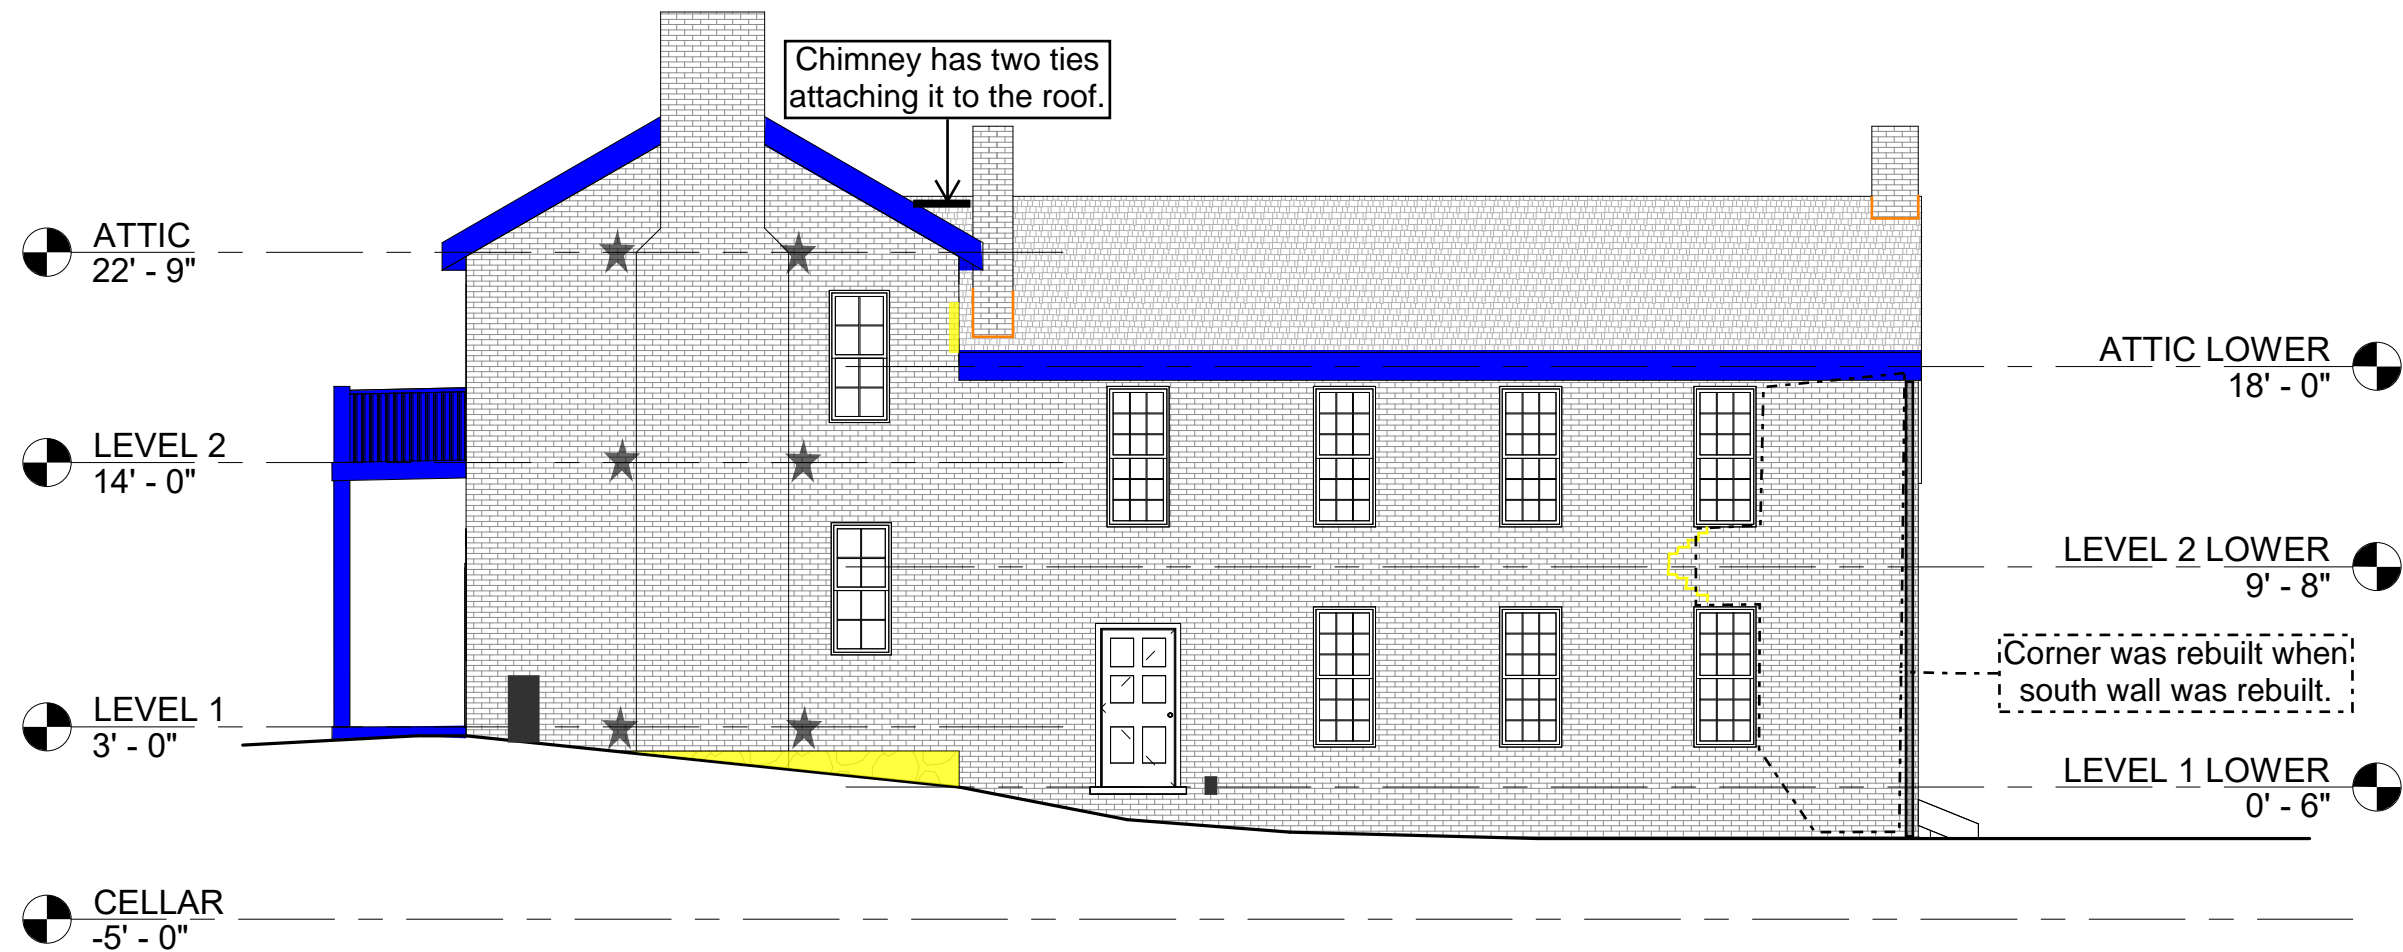 Chimney has two ties
attaching it to the roof.
ATTIC
22' - 9"
LEVEL 2
14' - 0"
LEVEL 1
3' - 0"
CELLAR
-5' - 0"
ATTIC LOWER
18' - 0"
LEVEL 2 LOWER
9' - 8"
Corner was rebuilt when
south wall was rebuilt.
LEVEL 1 LOWER
0' - 6"